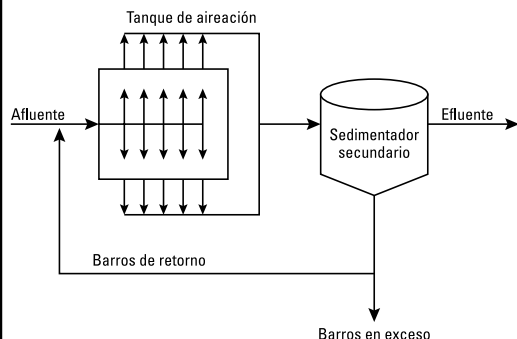 Tanque de aireación
Afluente
Sedimentador
secundario
Efluente
Barros de retorno
Barros en exceso